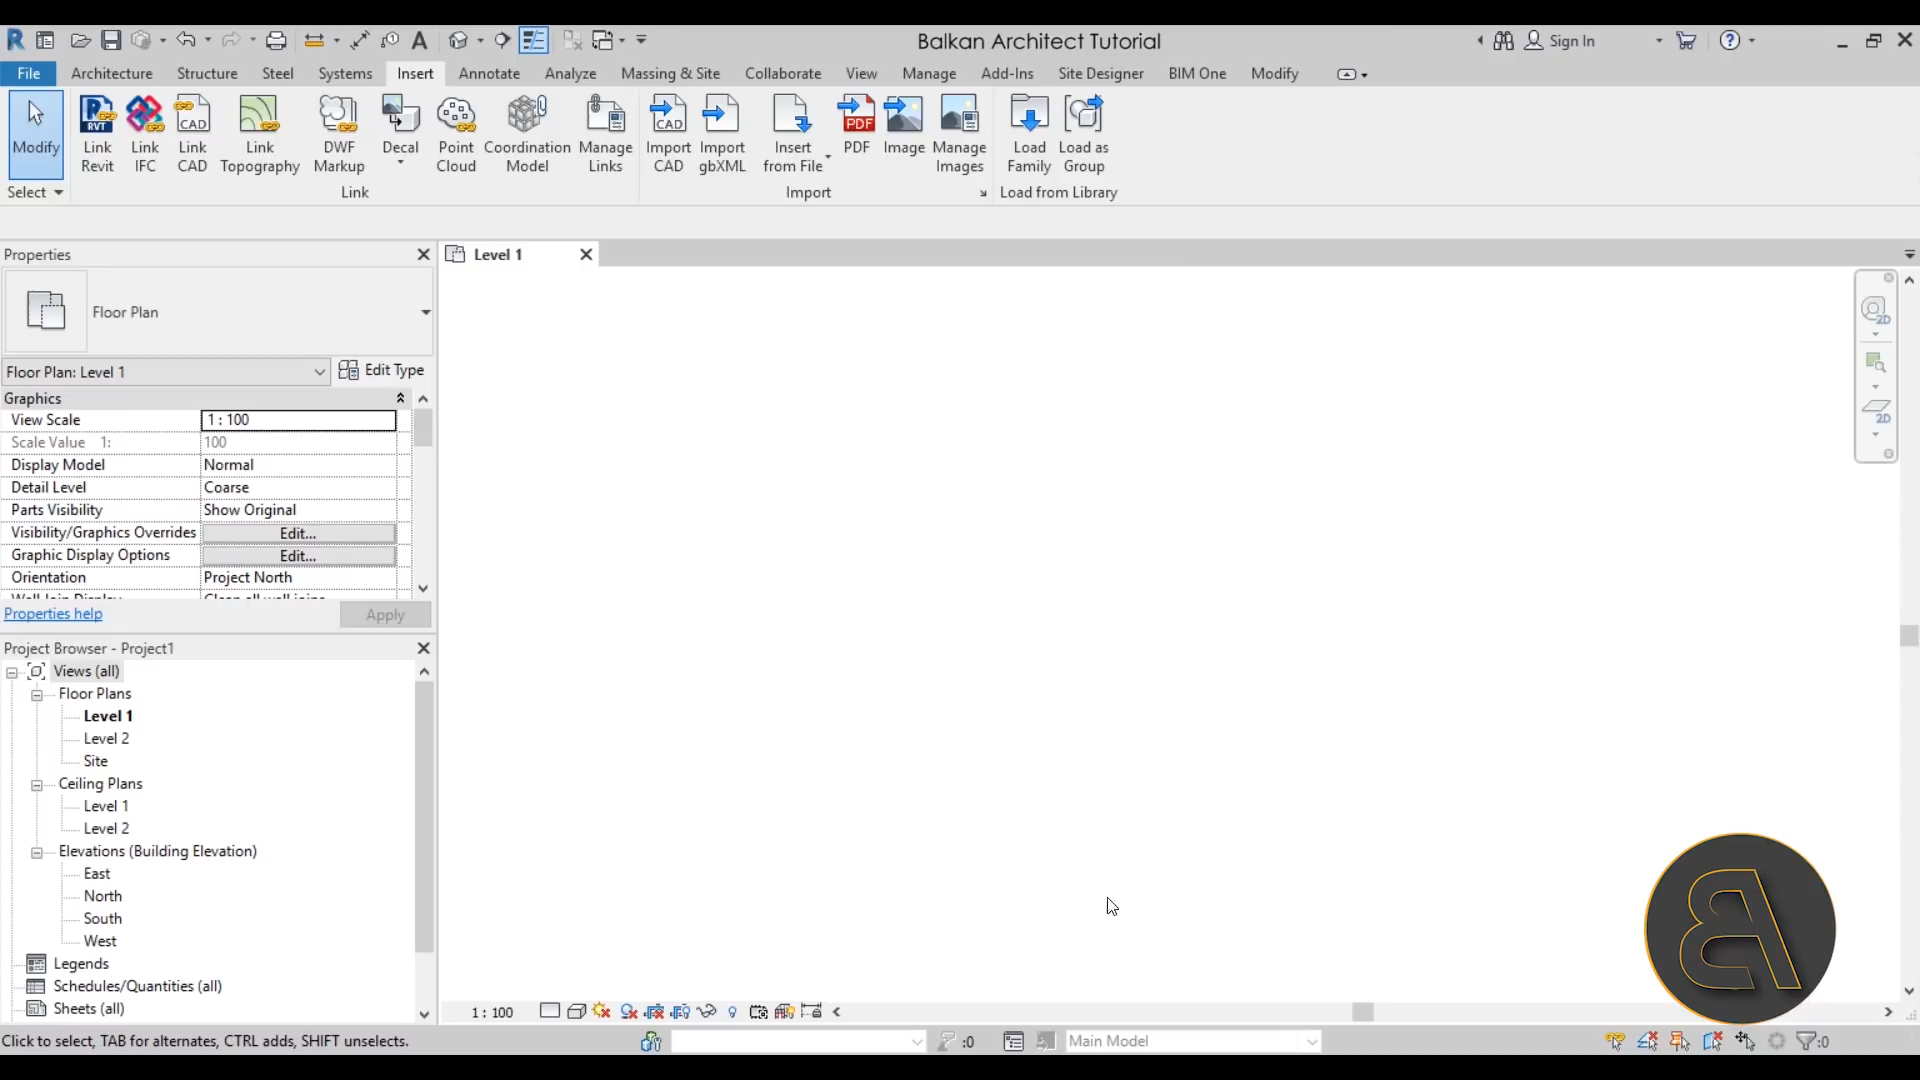 Balkan Architect Tutorial
Sign In
File Architecture Structure Steel Systems Insert Annotate Analyze Massing & Site Collaborate View Manage Add-Ins Site Designer BIM One Modify
Modify
Link Revit
Link IFC
Link CAD
Link Topography
DWF Markup
Decal
Point Cloud
Coordination Model
Manage Links
Import CAD
Import gbXML
Insert from File
PDF
Image
Manage Images
Load Family
Load as Group
Select
Link
Import
Load from Library
Properties
Level 1
Floor Plan
Floor Plan: Level 1
Edit Type
Graphics
View Scale 1 : 100
Scale Value 1: 100
Display Model Normal
Detail Level Coarse
Parts Visibility Show Original
Visibility/Graphics Overrides Edit...
Graphic Display Options Edit...
Orientation Project North
Properties help
Apply
Project Browser - Project1
Views (all)
Floor Plans
Level 1
Level 2
Site
Ceiling Plans
Level 1
Level 2
Elevations (Building Elevation)
East
North
South
West
Legends
Schedules/Quantities (all)
Sheets (all)
1 : 100
Click to select, TAB for alternates, CTRL adds, SHIFT unselects.
:0
Main Model
:0